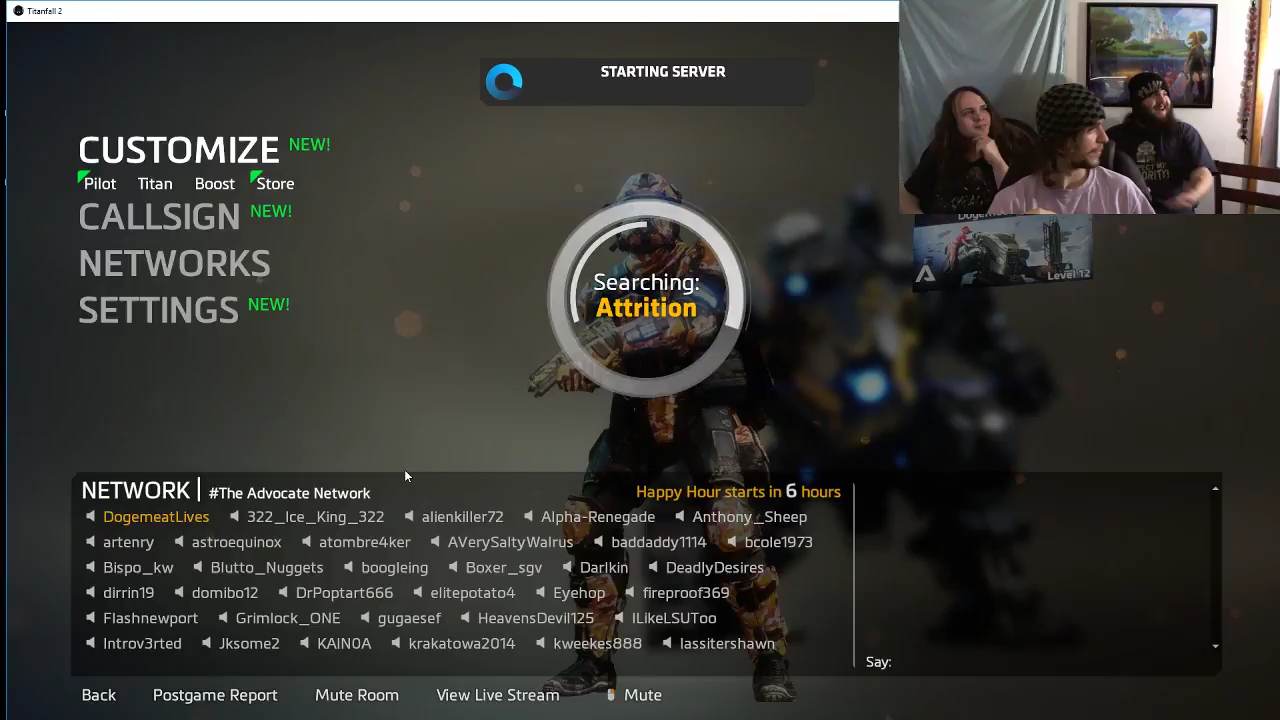 Titanfall 2
STARTING SERVER
CUSTOMIZE NEW!
Pilot Titan Boost Store
CALLSIGN NEW!
NETWORKS
SETTINGS NEW!
Searching:
Attrition
Level 12
NETWORK | #The Advocate Network
Happy Hour starts in 6 hours
DogemeatLives 322_Ice_King_322 alienkiller72 Alpha-Renegade Anthony_Sheep
artenry astroequinox atombre4ker AVerySaltyWalrus baddaddy1114 bcole1973
Bispo_kw Blutto_Nuggets boogleing Boxer_sgv Darlkin DeadlyDesires
dirrin19 domibo12 DrPoptart666 elitepotato4 Eyehop fireproof369
Flashnewport Grimlock_ONE gugaesef HeavensDevil125 ILikeLSUToo
Introv3rted Jksome2 KAIN0A krakatowa2014 kweekes888 lassitershawn
Say:
Back Postgame Report Mute Room View Live Stream Mute